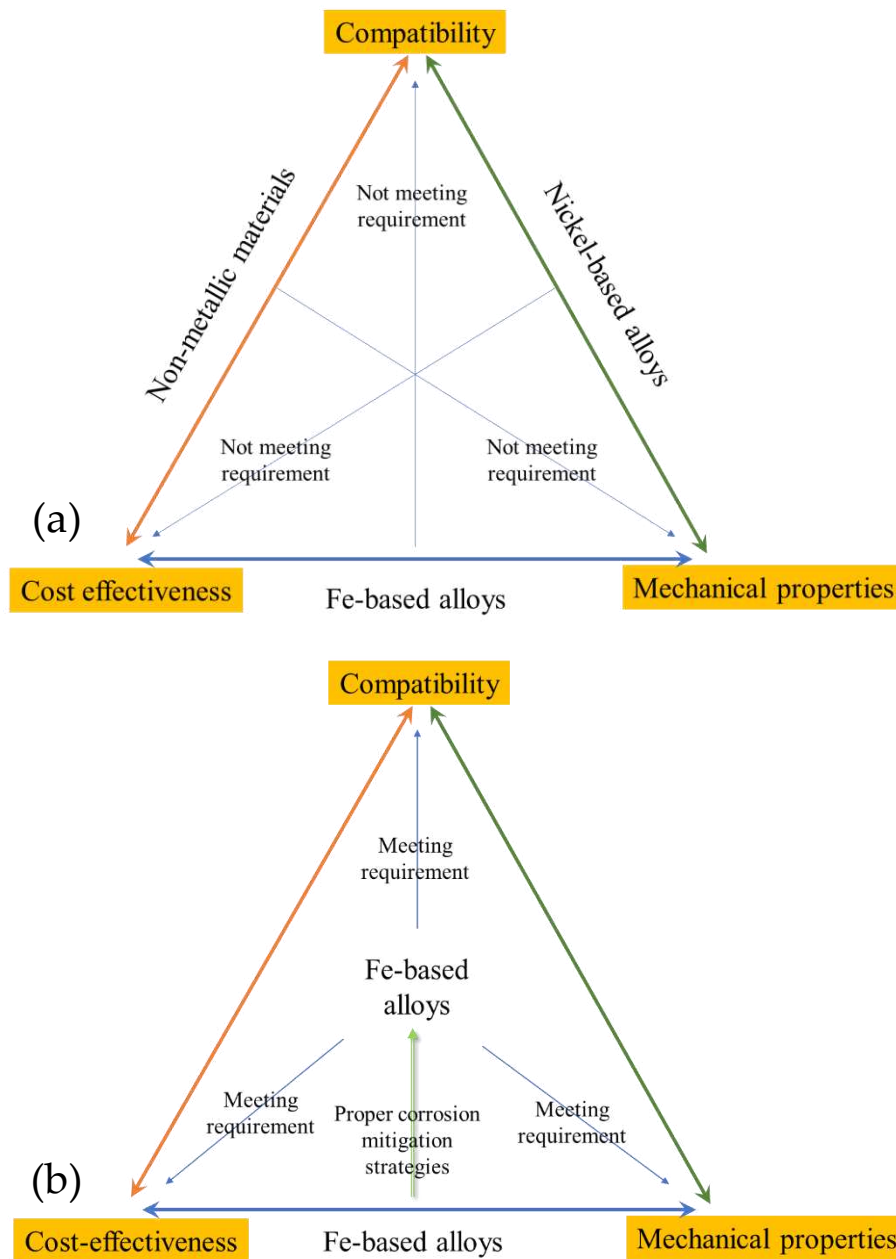 Compatibility
Non-metallic materials
Nickel-based alloys
Not meeting
requirement
Not meeting
requirement
Not meeting
requirement
(a)
Cost effectiveness
Fe-based alloys
Mechanical properties
Compatibility
Meeting
requirement
Fe-based
alloys
Meeting
requirement
Proper corrosion
mitigation
strategies
Meeting
requirement
(b)
Cost-effectiveness
Fe-based alloys
Mechanical properties